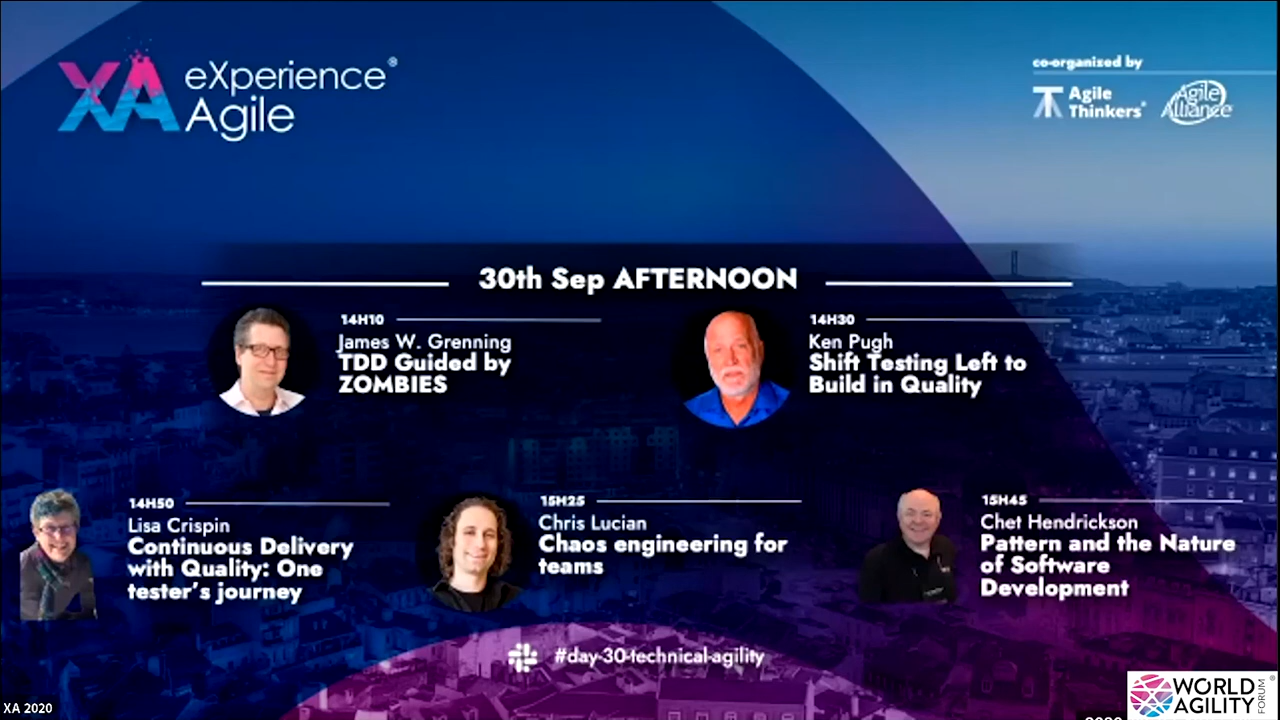 XA eXperience®
Agile
co-organized by
Agile
Thinkers®
Agile
Alliance®
30th Sep AFTERNOON
14H10
James W. Grenning
TDD Guided by
ZOMBIES
14H30
Ken Pugh
Shift Testing Left to
Build in Quality
14H50
Lisa Crispin
Continuous Delivery
with Quality: One
tester's journey
15H25
Chris Lucian
Chaos engineering for
teams
15H45
Chet Hendrickson
Pattern and the Nature
of Software
Development
#day-30-technical-agility
XA 2020
WORLD
AGILITY
FORUM®